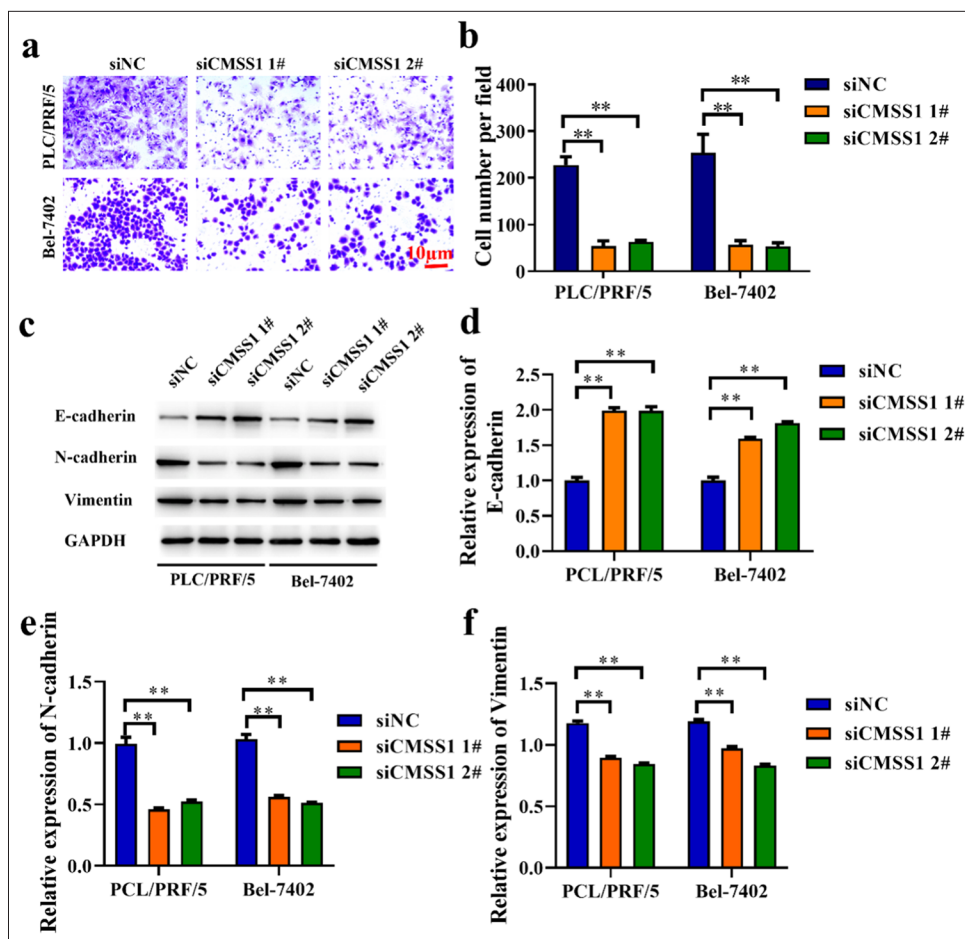 a
siNC siCMSS1 1# siCMSS1 2#
PLC/PRF/5
Bel-7402
10μm
b
Cell number per field
400
300
200
100
0
** ** ** **
PLC/PRF/5 Bel-7402
siNC
siCMSS1 1#
siCMSS1 2#
c
siNC siCMSS1 1# siCMSS1 2# siNC siCMSS1 1# siCMSS1 2#
E-cadherin
N-cadherin
Vimentin
GAPDH
PLC/PRF/5 Bel-7402
d
Relative expression of
E-cadherin
2.5
2.0
1.5
1.0
0.5
0.0
** ** ** **
PCL/PRF/5 Bel-7402
siNC
siCMSS1 1#
siCMSS1 2#
e
Relative expression of N-cadherin
1.5
1.0
0.5
0.0
** ** ** **
PCL/PRF/5 Bel-7402
siNC
siCMSS1 1#
siCMSS1 2#
f
Relative expression of Vimentin
1.5
1.0
0.5
0.0
** ** ** **
PCL/PRF/5 Bel-7402
siNC
siCMSS1 1#
siCMSS1 2#